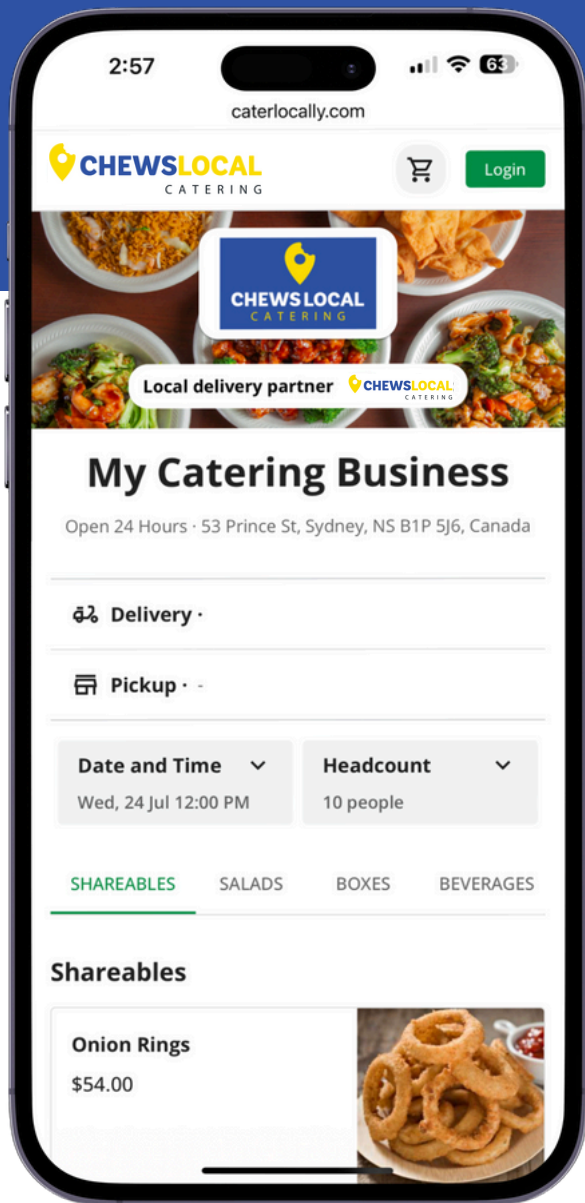 2:57
63
caterlocally.com
CHEWSLOCAL
CATERING
Login
CHEWS LOCAL
CATERING
Local delivery partner CHEWSLOCAL
CATERING
My Catering Business
Open 24 Hours · 53 Prince St, Sydney, NS B1P 5J6, Canada
Delivery ·
Pickup · -
Date and Time Headcount
Wed, 24 Jul 12:00 PM 10 people
SHAREABLES SALADS BOXES BEVERAGES
Shareables
Onion Rings
$54.00